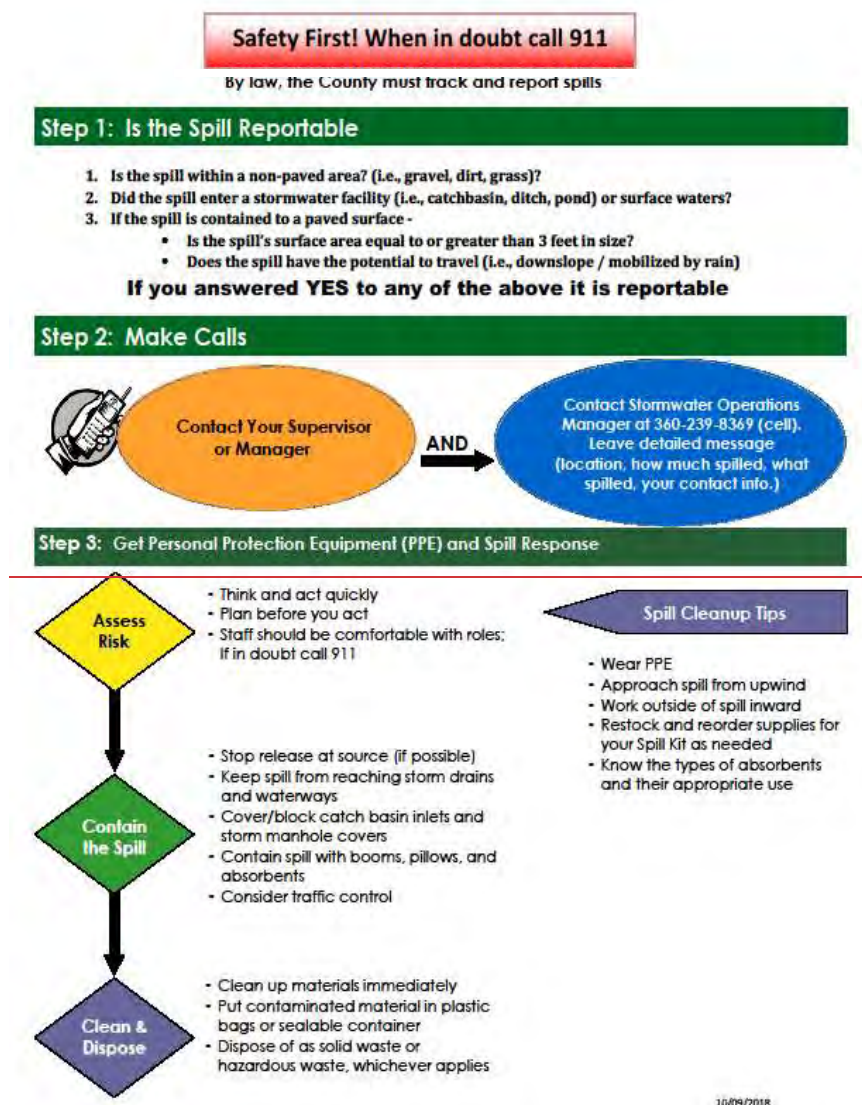 Safety First! When in doubt call 911
By law, the County must track and report spills
Step 1: Is the Spill Reportable
1. Is the spill within a non-paved area? (i.e., gravel, dirt, grass)?
2. Did the spill enter a stormwater facility (i.e., catchbasin, ditch, pond) or surface waters?
3. If the spill is contained to a paved surface -
• Is the spill's surface area equal to or greater than 3 feet in size?
• Does the spill have the potential to travel (i.e., downslope / mobilized by rain)
If you answered YES to any of the above it is reportable
Step 2: Make Calls
Contact Your Supervisor
or Manager
AND
Contact Stormwater Operations
Manager at 360-239-8369 (cell).
Leave detailed message
(location, how much spilled, what
spilled, your contact info.)
Step 3: Get Personal Protection Equipment (PPE) and Spill Response
Assess
Risk
- Think and act quickly
- Plan before you act
- Staff should be comfortable with roles;
If in doubt call 911
Contain
the Spill
- Stop release at source (if possible)
- Keep spill from reaching storm drains
and waterways
- Cover/block catch basin inlets and
storm manhole covers
- Contain spill with booms, pillows, and
absorbents
- Consider traffic control
Clean &
Dispose
- Clean up materials immediately
- Put contaminated material in plastic
bags or sealable container
- Dispose of as solid waste or
hazardous waste, whichever applies
Spill Cleanup Tips
- Wear PPE
- Approach spill from upwind
- Work outside of spill inward
- Restock and reorder supplies for
your Spill Kit as needed
- Know the types of absorbents
and their appropriate use
10/09/2018